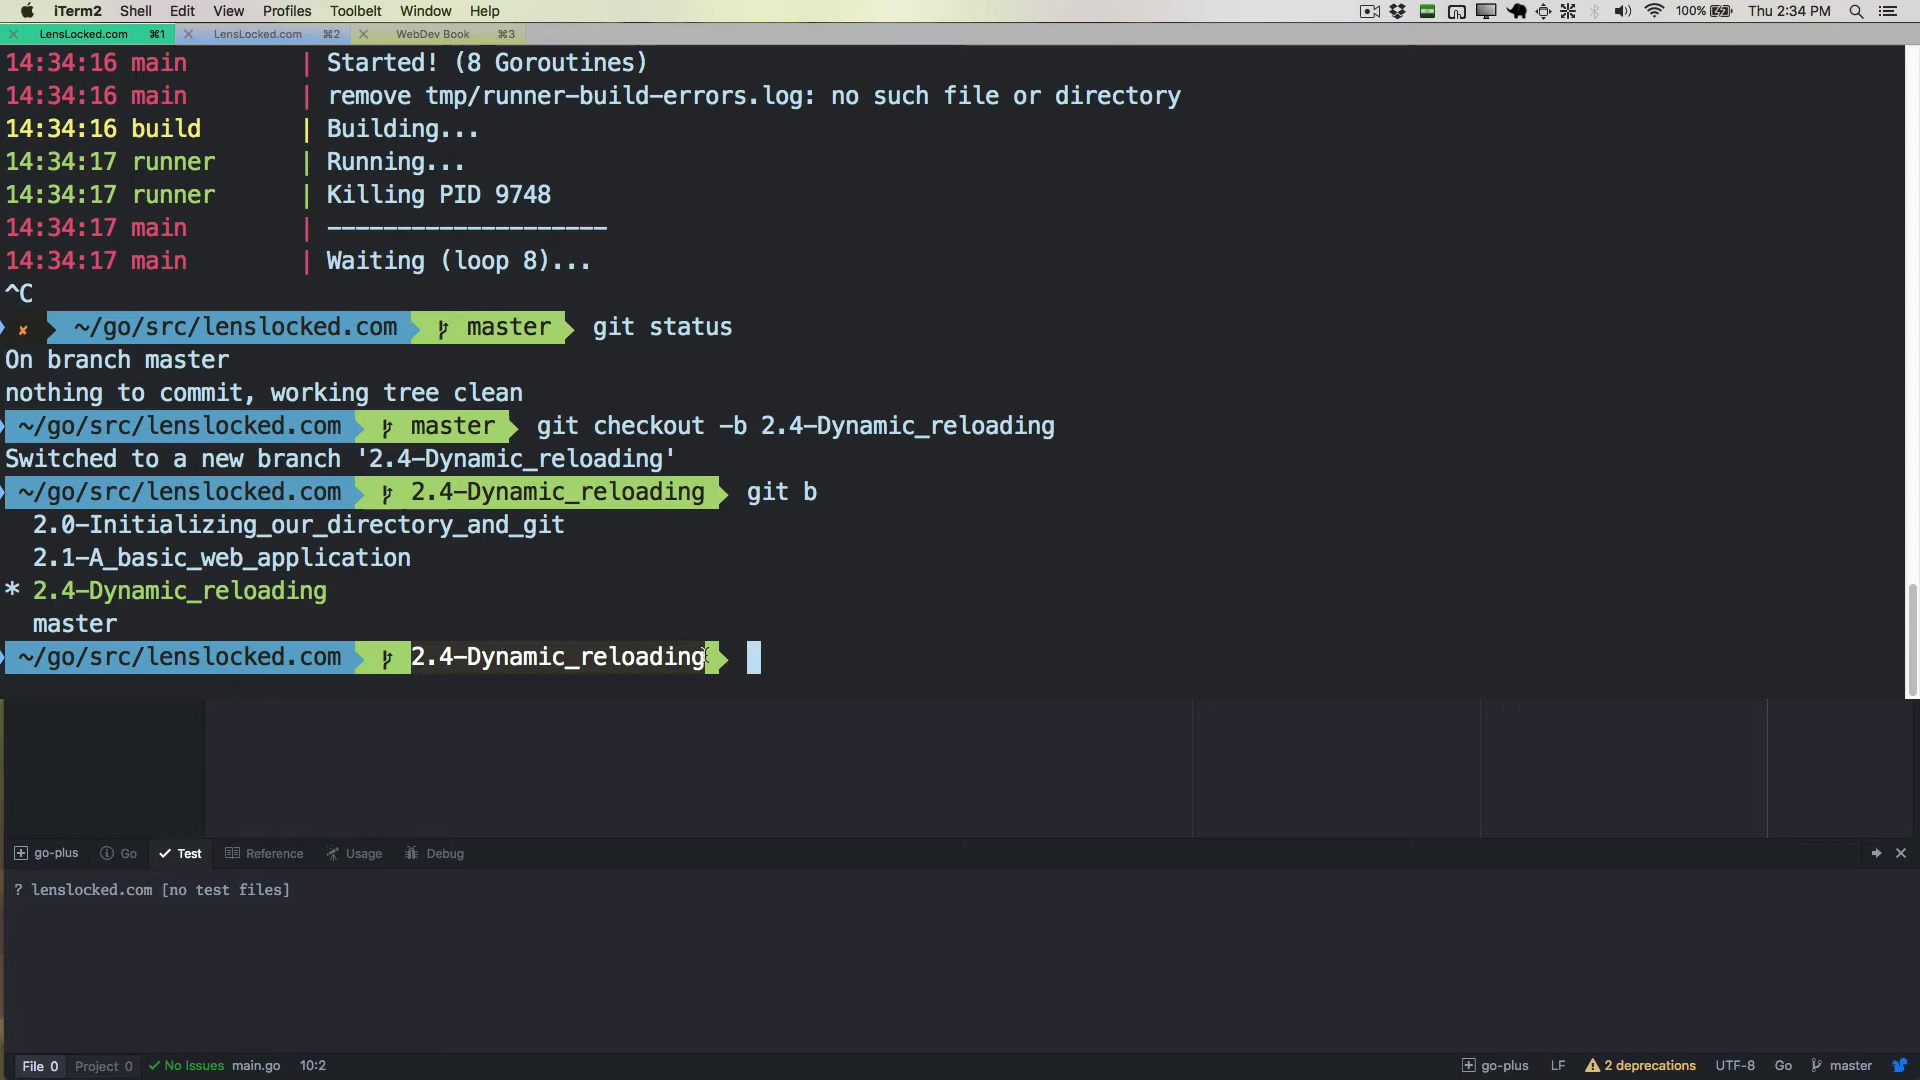 iTerm2 Shell Edit View Profiles Toolbelt Window Help 100% Thu 2:34 PM
LensLocked.com ⌘1 LensLocked.com ⌘2 WebDev Book ⌘3
14:34:16 main | Started! (8 Goroutines)
14:34:16 main | remove tmp/runner-build-errors.log: no such file or directory
14:34:16 build | Building...
14:34:17 runner | Running...
14:34:17 runner | Killing PID 9748
14:34:17 main | --------------------
14:34:17 main | Waiting (loop 8)...
^C
✘ ~/go/src/lenslocked.com master git status
On branch master
nothing to commit, working tree clean
~/go/src/lenslocked.com master git checkout -b 2.4-Dynamic_reloading
Switched to a new branch '2.4-Dynamic_reloading'
~/go/src/lenslocked.com 2.4-Dynamic_reloading git b
2.0-Initializing_our_directory_and_git
2.1-A_basic_web_application
* 2.4-Dynamic_reloading
master
~/go/src/lenslocked.com 2.4-Dynamic_reloading
go-plus Go Test Reference Usage Debug
? lenslocked.com [no test files]
File 0 Project 0 No Issues main.go 10:2 go-plus LF 2 deprecations UTF-8 Go master